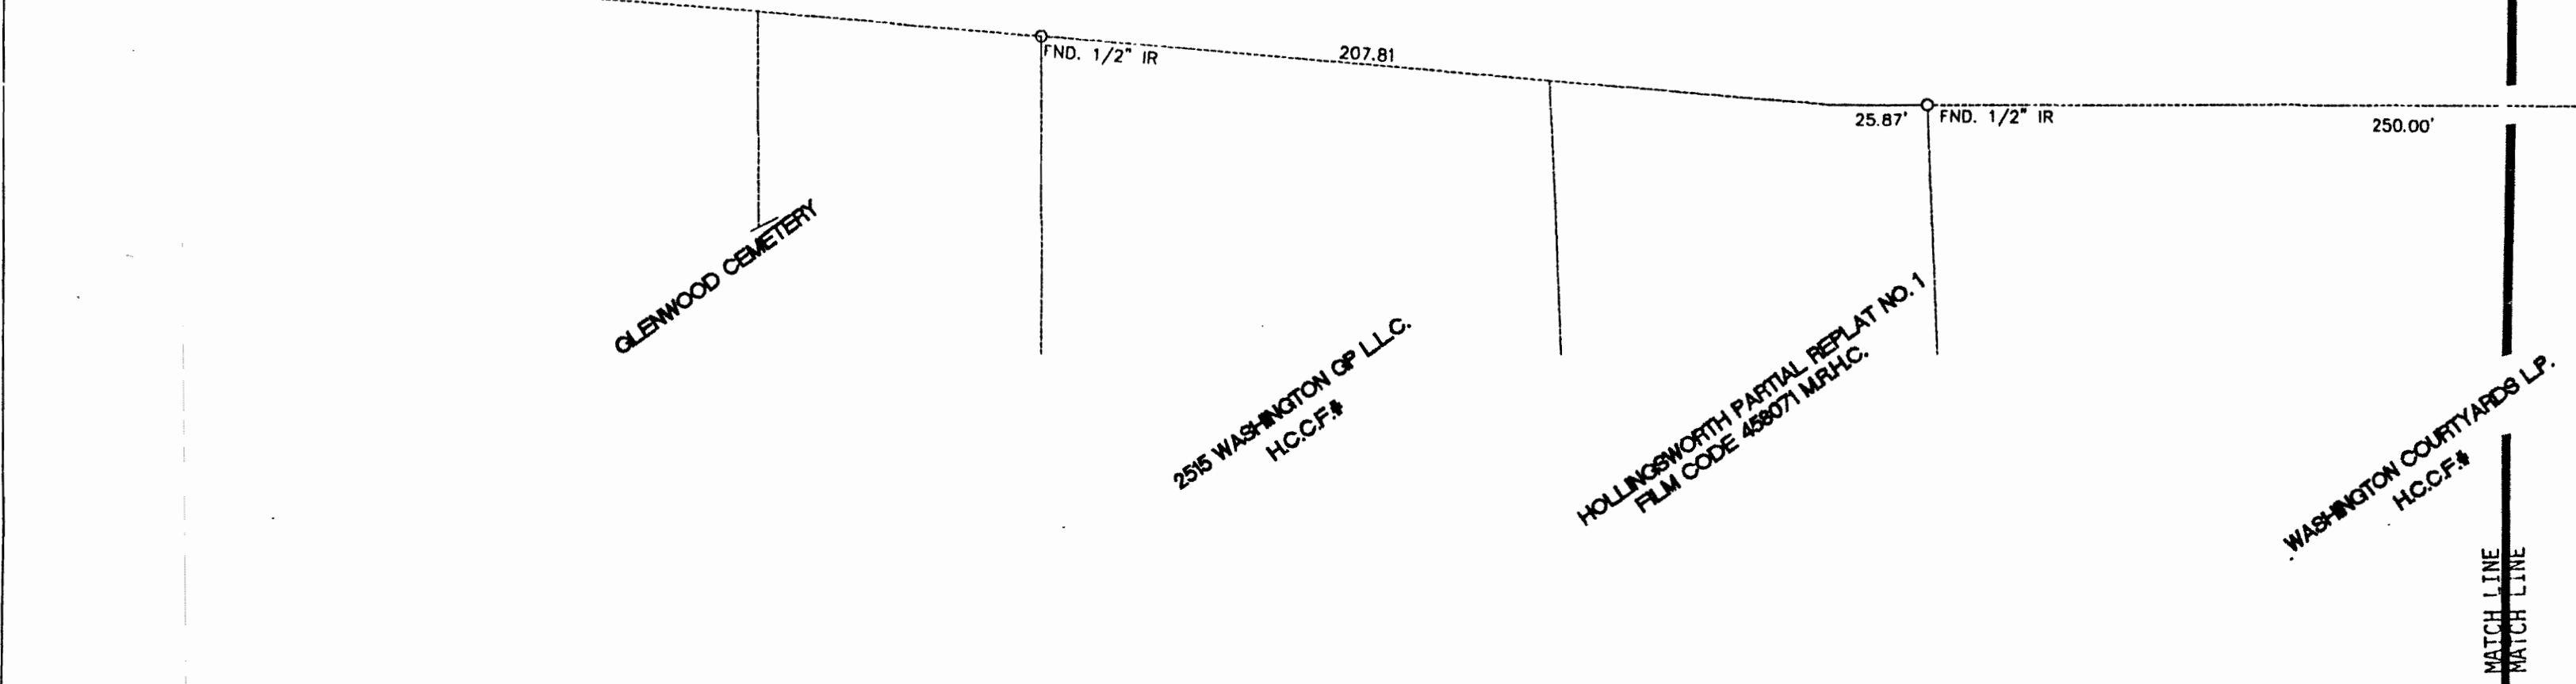 FND. 1/2" IR
207.81
25.87'
FND. 1/2" IR
250.00'
GLENWOOD CEMETERY
2515 WASHINGTON GP L.L.C.
H.C.C.F.#
HOLLINGSWORTH PARTIAL REPLAT NO. 1
FILM CODE 458071 M.R.H.C.
WASHINGTON COURTYARDS L.P.
H.C.C.F.#
MATCH LINE
MATCH LINE